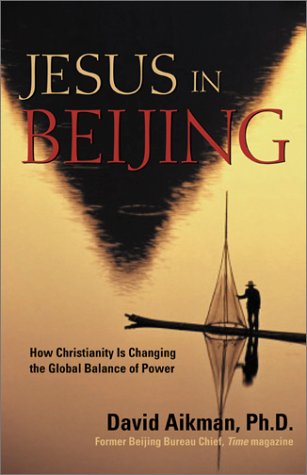 JESUS IN
BEIJING
How Christianity Is Changing
the Global Balance of Power
David Aikman, Ph.D.
Former Beijing Bureau Chief, Time magazine